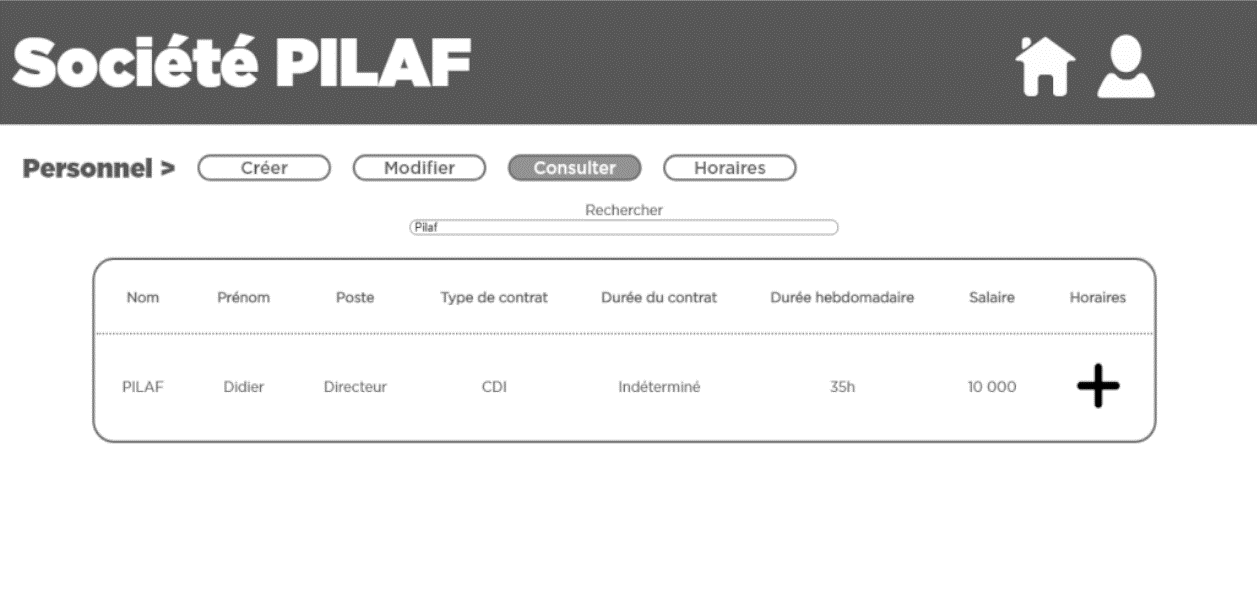 Société PILAF
Personnel > Créer Modifier Consulter Horaires
Rechercher
Pilaf
Nom Prénom Poste Type de contrat Durée du contrat Durée hebdomadaire Salaire Horaires
PILAF Didier Directeur CDI Indéterminé 35h 10 000